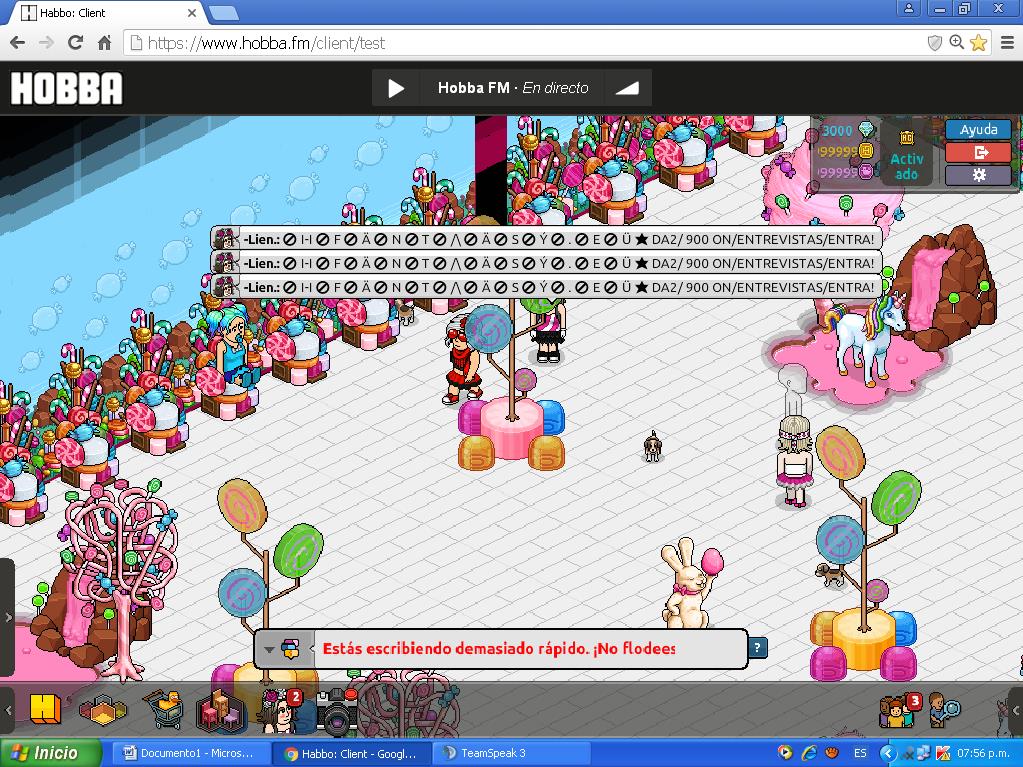 Habbo: Client
https://www.hobba.fm/client/test
HOBBA
Hobba FM · En directo
3000
99999
99999
HC
Activ
ado
Ayuda
-Lien.: ⊘ I-I ⊘ F ⊘ Ä ⊘ N ⊘ T ⊘ /\ ⊘ Ä ⊘ S ⊘ Ÿ ⊘ . ⊘ E ⊘ Ü ★ DA2/ 900 ON/ENTREVISTAS/ENTRA!
-Lien.: ⊘ I-I ⊘ F ⊘ Ä ⊘ N ⊘ T ⊘ /\ ⊘ Ä ⊘ S ⊘ Ÿ ⊘ . ⊘ E ⊘ Ü ★ DA2/ 900 ON/ENTREVISTAS/ENTRA!
-Lien.: ⊘ I-I ⊘ F ⊘ Ä ⊘ N ⊘ T ⊘ /\ ⊘ Ä ⊘ S ⊘ Ÿ ⊘ . ⊘ E ⊘ Ü ★ DA2/ 900 ON/ENTREVISTAS/ENTRA!
Estás escribiendo demasiado rápido. ¡No flodees
?
2
3
Inicio
Documento1 - Micros...
Habbo: Client - Googl...
TeamSpeak 3
ES
07:56 p.m.